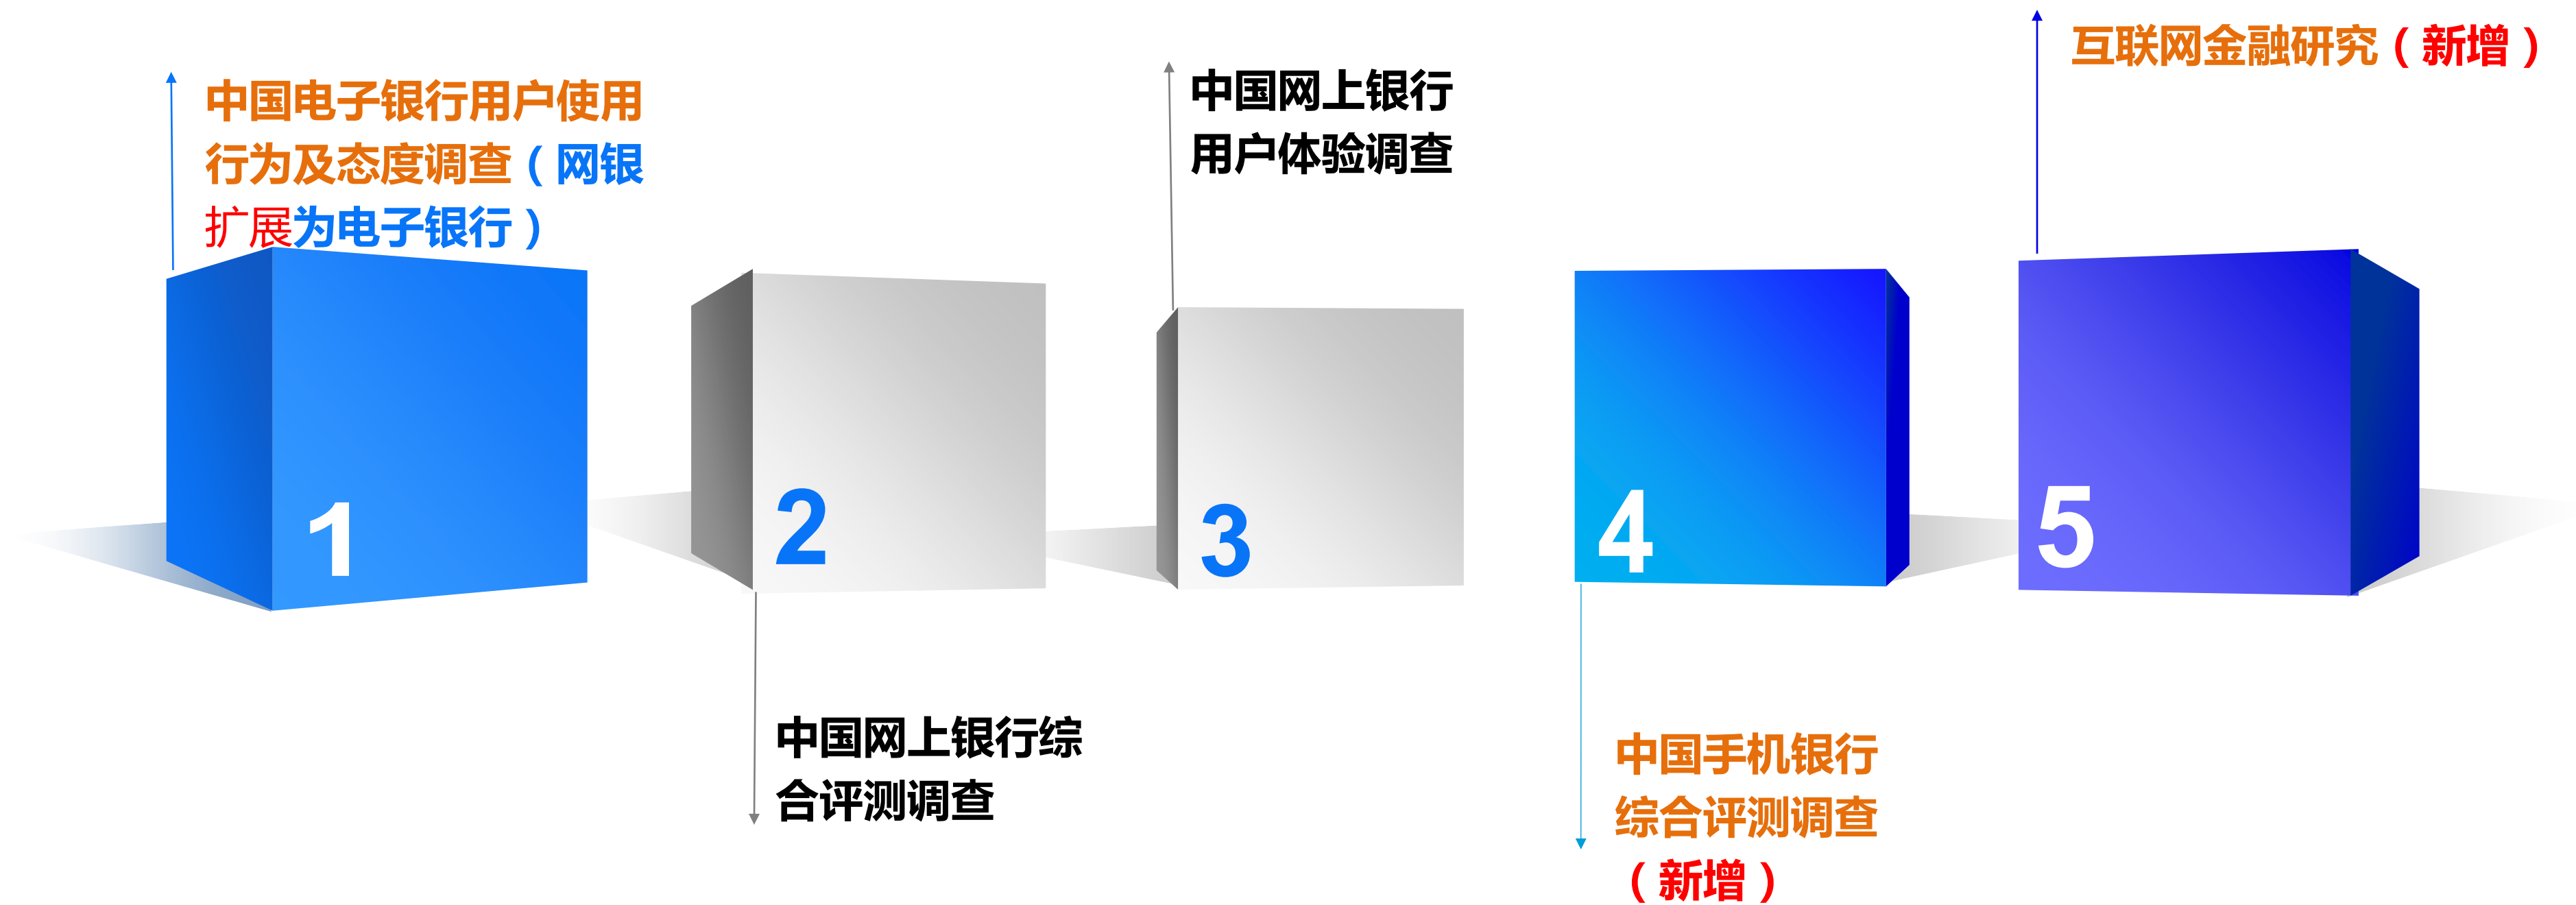 中国电子银行用户使用
行为及态度调查（网银
扩展为电子银行）
1
中国网上银行综
合评测调查
2
中国网上银行
用户体验调查
3
中国手机银行
综合评测调查
（新增）
4
互联网金融研究（新增）
5